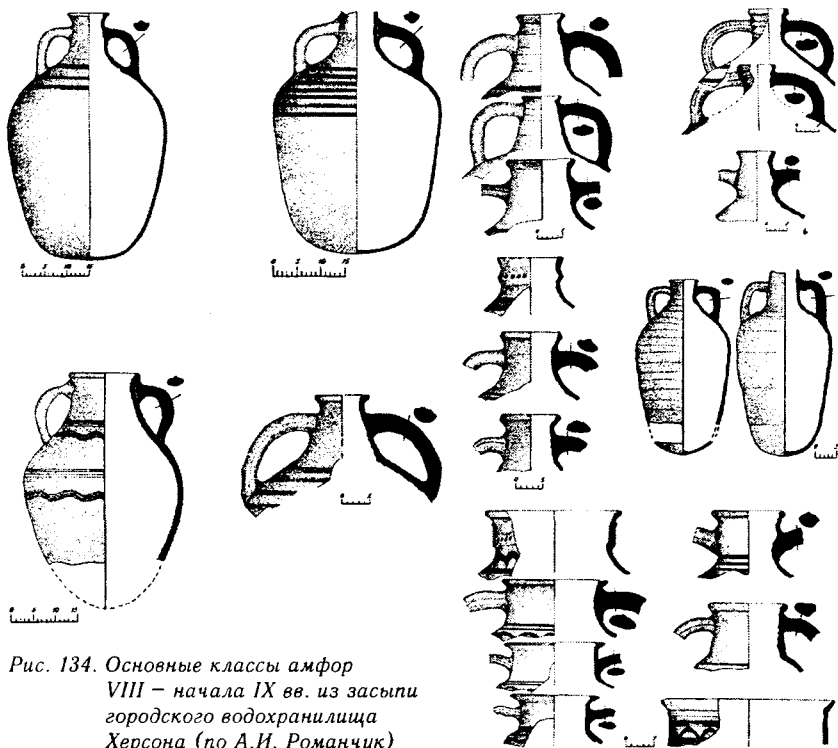 Рис. 134. Основные классы амфор
VIII – начала IX вв. из засыпи
городского водохранилища
Херсона (по А.И. Романчик)